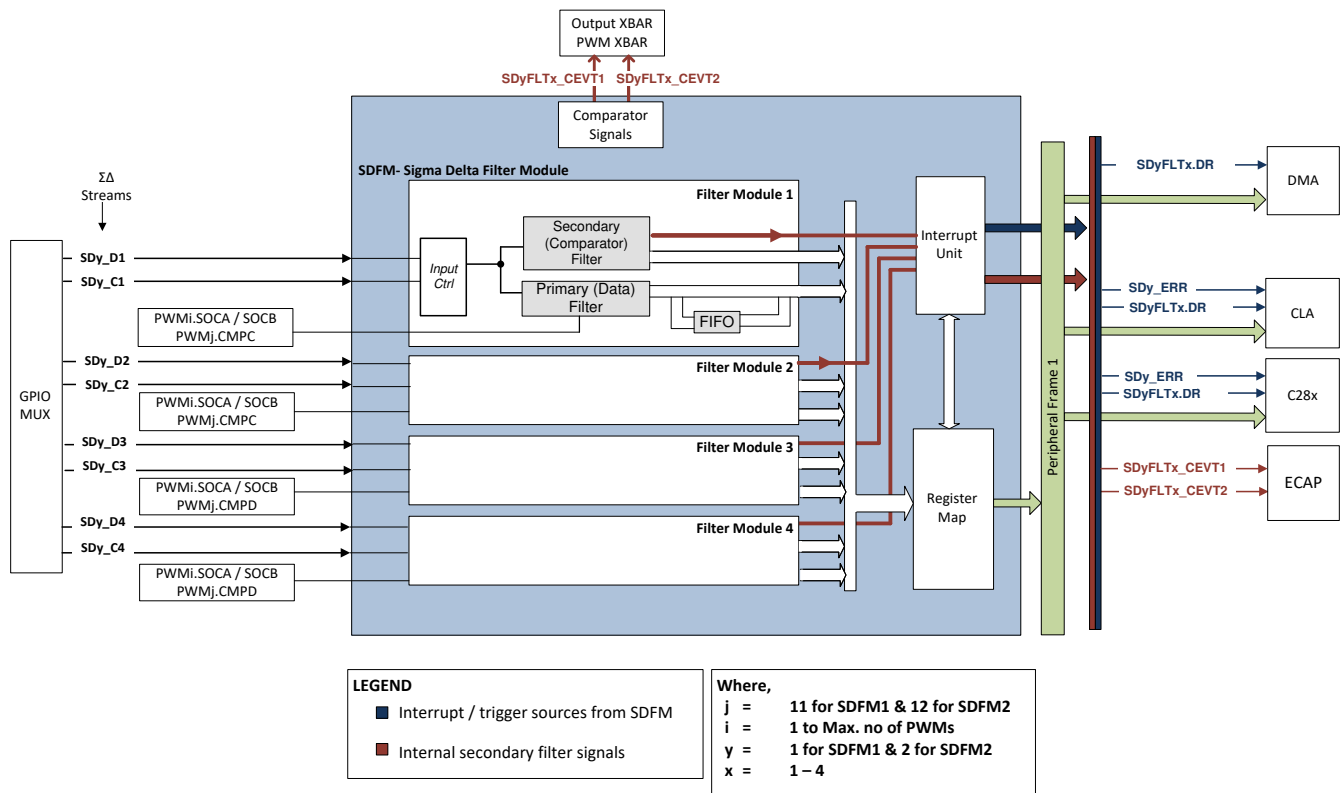 Output XBAR
PWM XBAR
SDyFLTx_CEVT1
SDyFLTx_CEVT2
Comparator
Signals
SDFM- Sigma Delta Filter Module
ΣΔ
Streams
GPIO
MUX
SDy_D1
SDy_C1
PWMi.SOCA / SOCB
PWMj.CMPC
SDy_D2
SDy_C2
PWMi.SOCA / SOCB
PWMj.CMPC
SDy_D3
SDy_C3
PWMi.SOCA / SOCB
PWMj.CMPD
SDy_D4
SDy_C4
PWMi.SOCA / SOCB
PWMj.CMPD
Filter Module 1
Input
Ctrl
Secondary
(Comparator)
Filter
Primary (Data)
Filter
FIFO
Filter Module 2
Filter Module 3
Filter Module 4
Interrupt
Unit
Register
Map
Peripheral Frame 1
SDyFLTx.DR
DMA
SDy_ERR
SDyFLTx.DR
CLA
SDy_ERR
SDyFLTx.DR
C28x
SDyFLTx_CEVT1
SDyFLTx_CEVT2
ECAP
LEGEND
Interrupt / trigger sources from SDFM
Internal secondary filter signals
Where,
j = 11 for SDFM1 & 12 for SDFM2
i = 1 to Max. no of PWMs
y = 1 for SDFM1 & 2 for SDFM2
x = 1 – 4